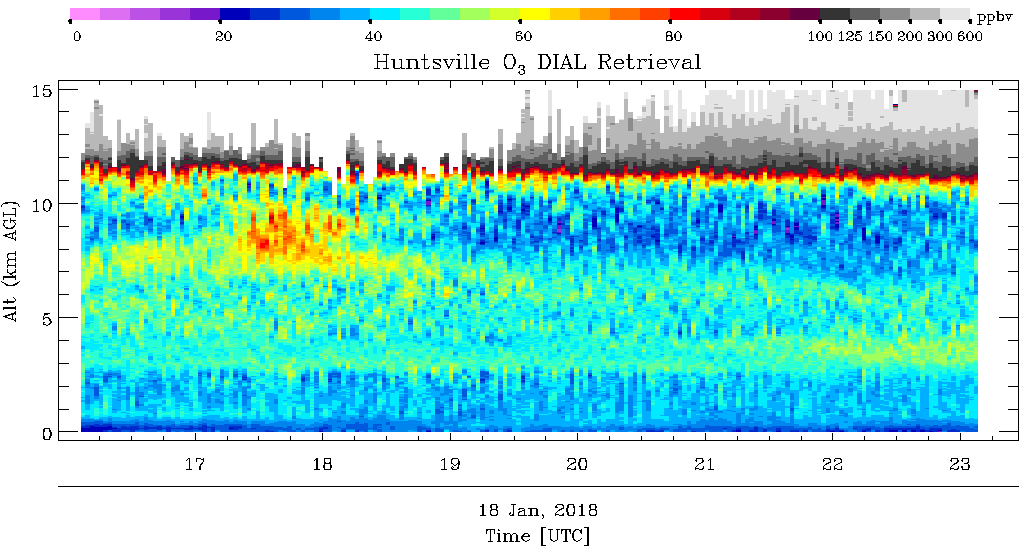 0 20 40 60 80 100 125 150 200 300 600 ppbv
Huntsville O3 DIAL Retrieval
15
10
5
0
Alt (km AGL)
17 18 19 20 21 22 23
18 Jan, 2018
Time [UTC]